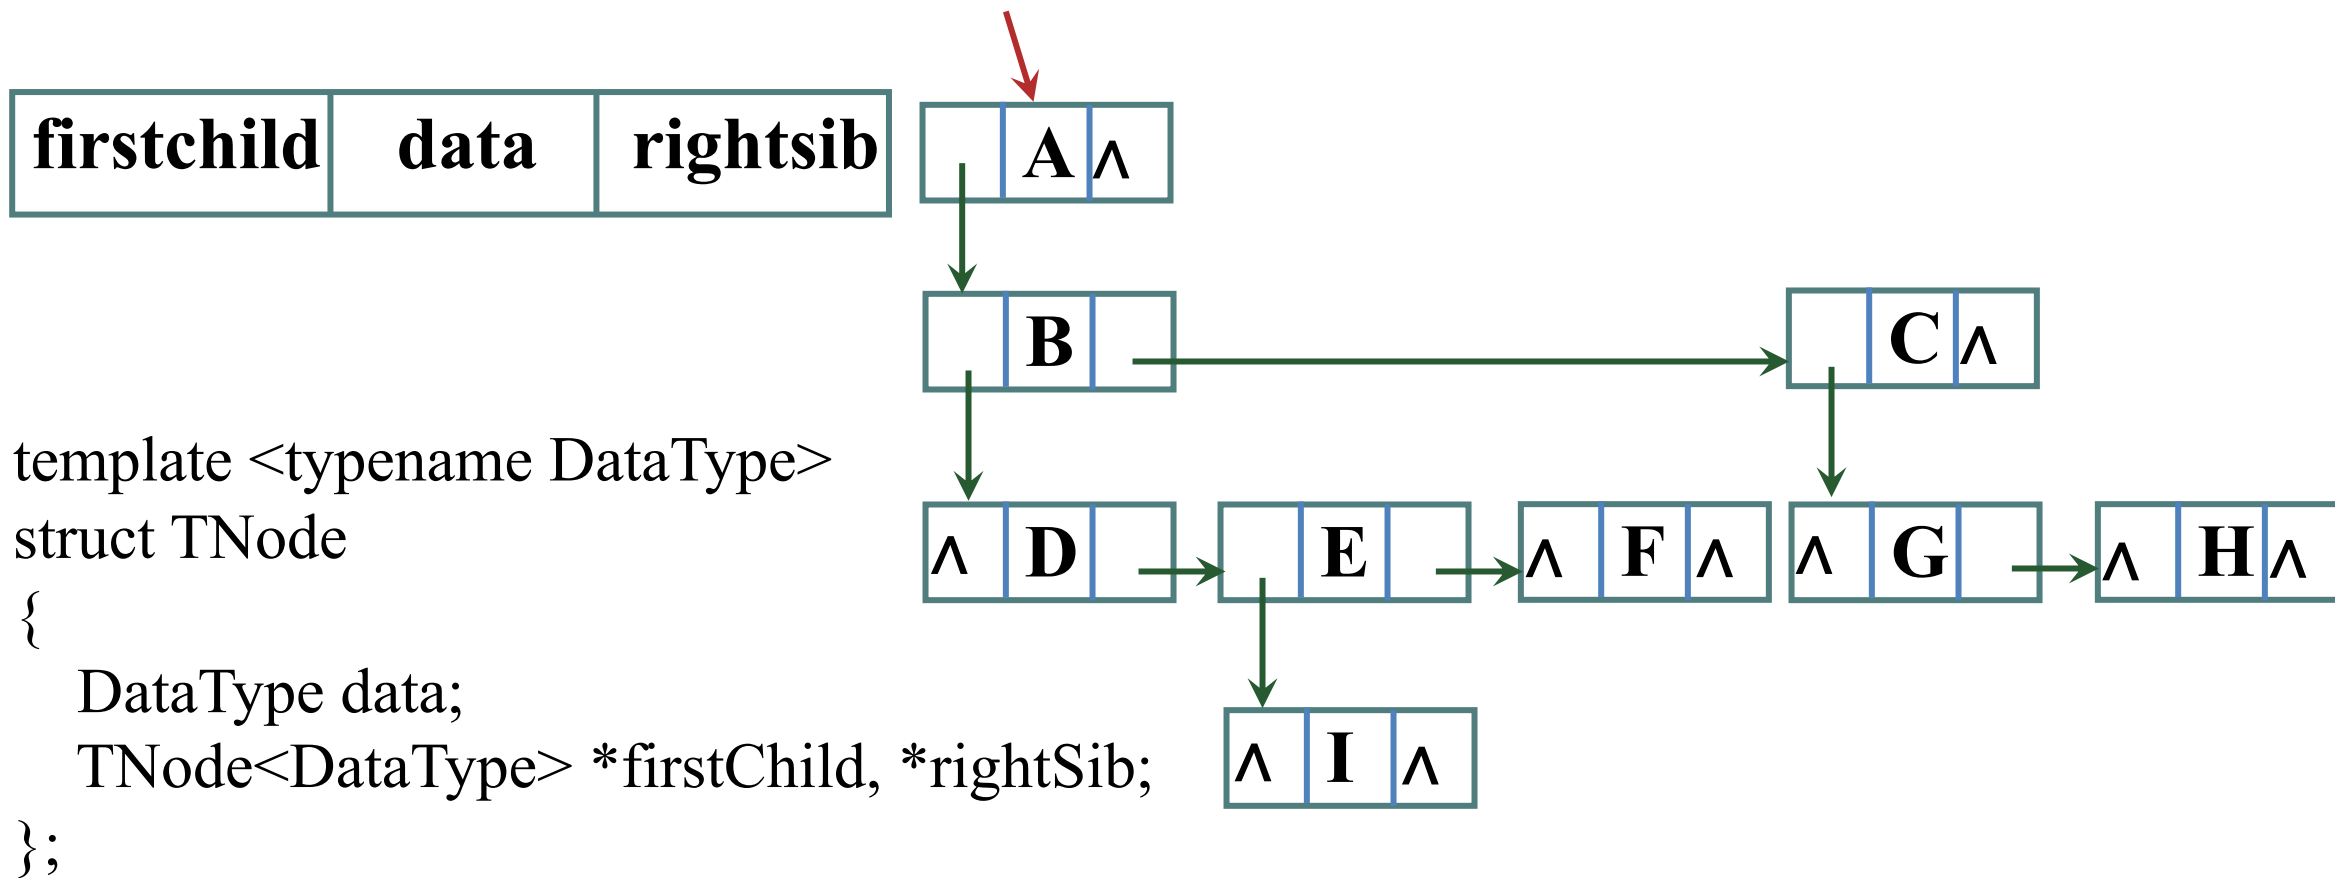 firstchild data rightsib
A ∧
B
C ∧
template <typename DataType>
struct TNode
{
DataType data;
TNode<DataType> *firstChild, *rightSib;
};
∧ D
E
∧ F ∧
∧ G
∧ H ∧
∧ I ∧